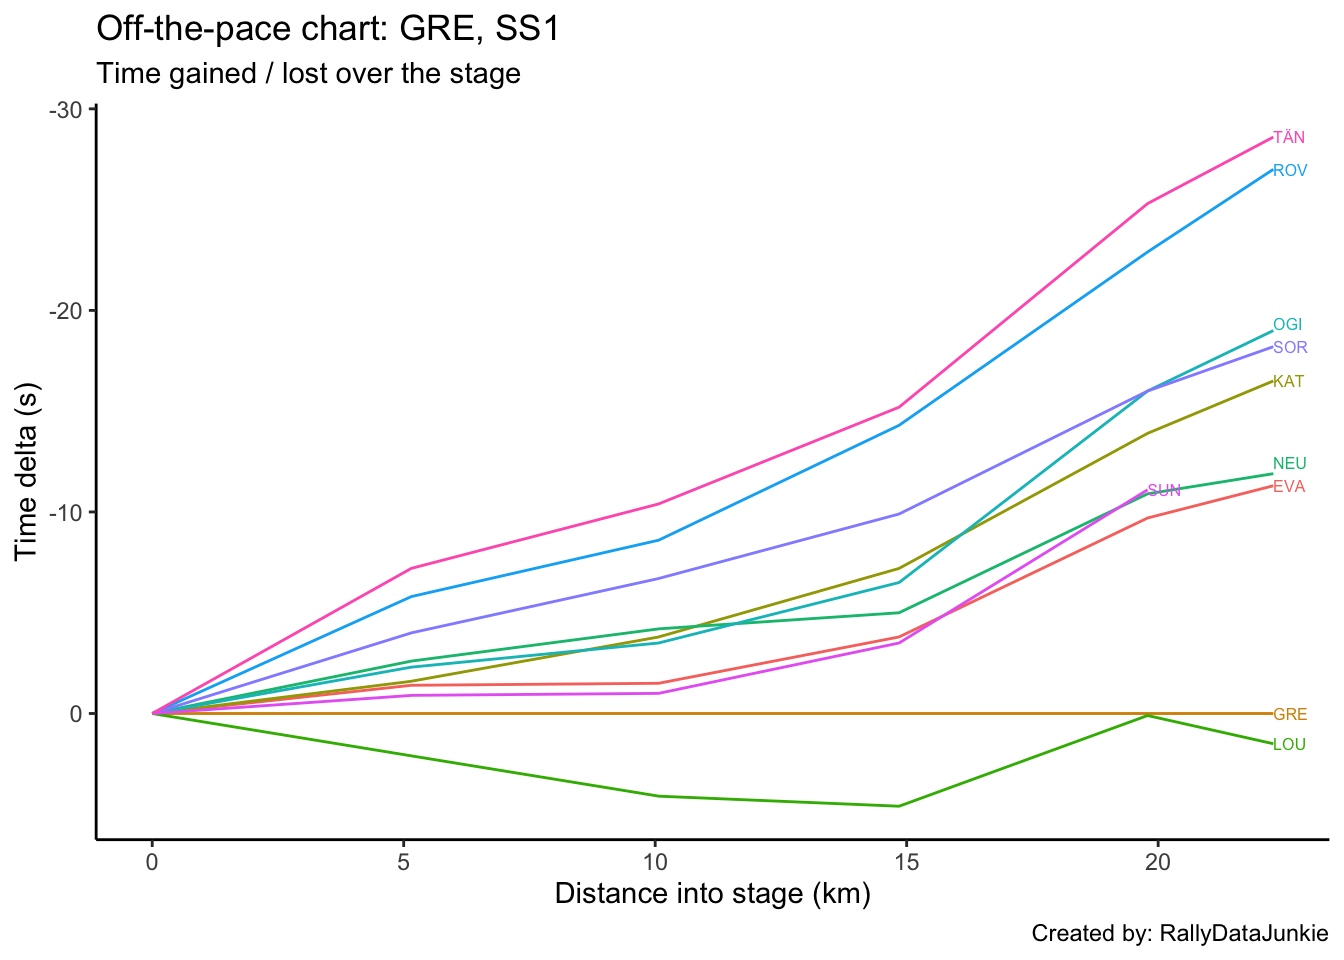 Off-the-pace chart: GRE, SS1
Time gained / lost over the stage
-30
-20
-10
0
Time delta (s)
TÄN
ROV
OGI
SOR
KAT
NEU
EVA
SUN
GRE
LOU
0 5 10 15 20
Distance into stage (km)
Created by: RallyDataJunkie